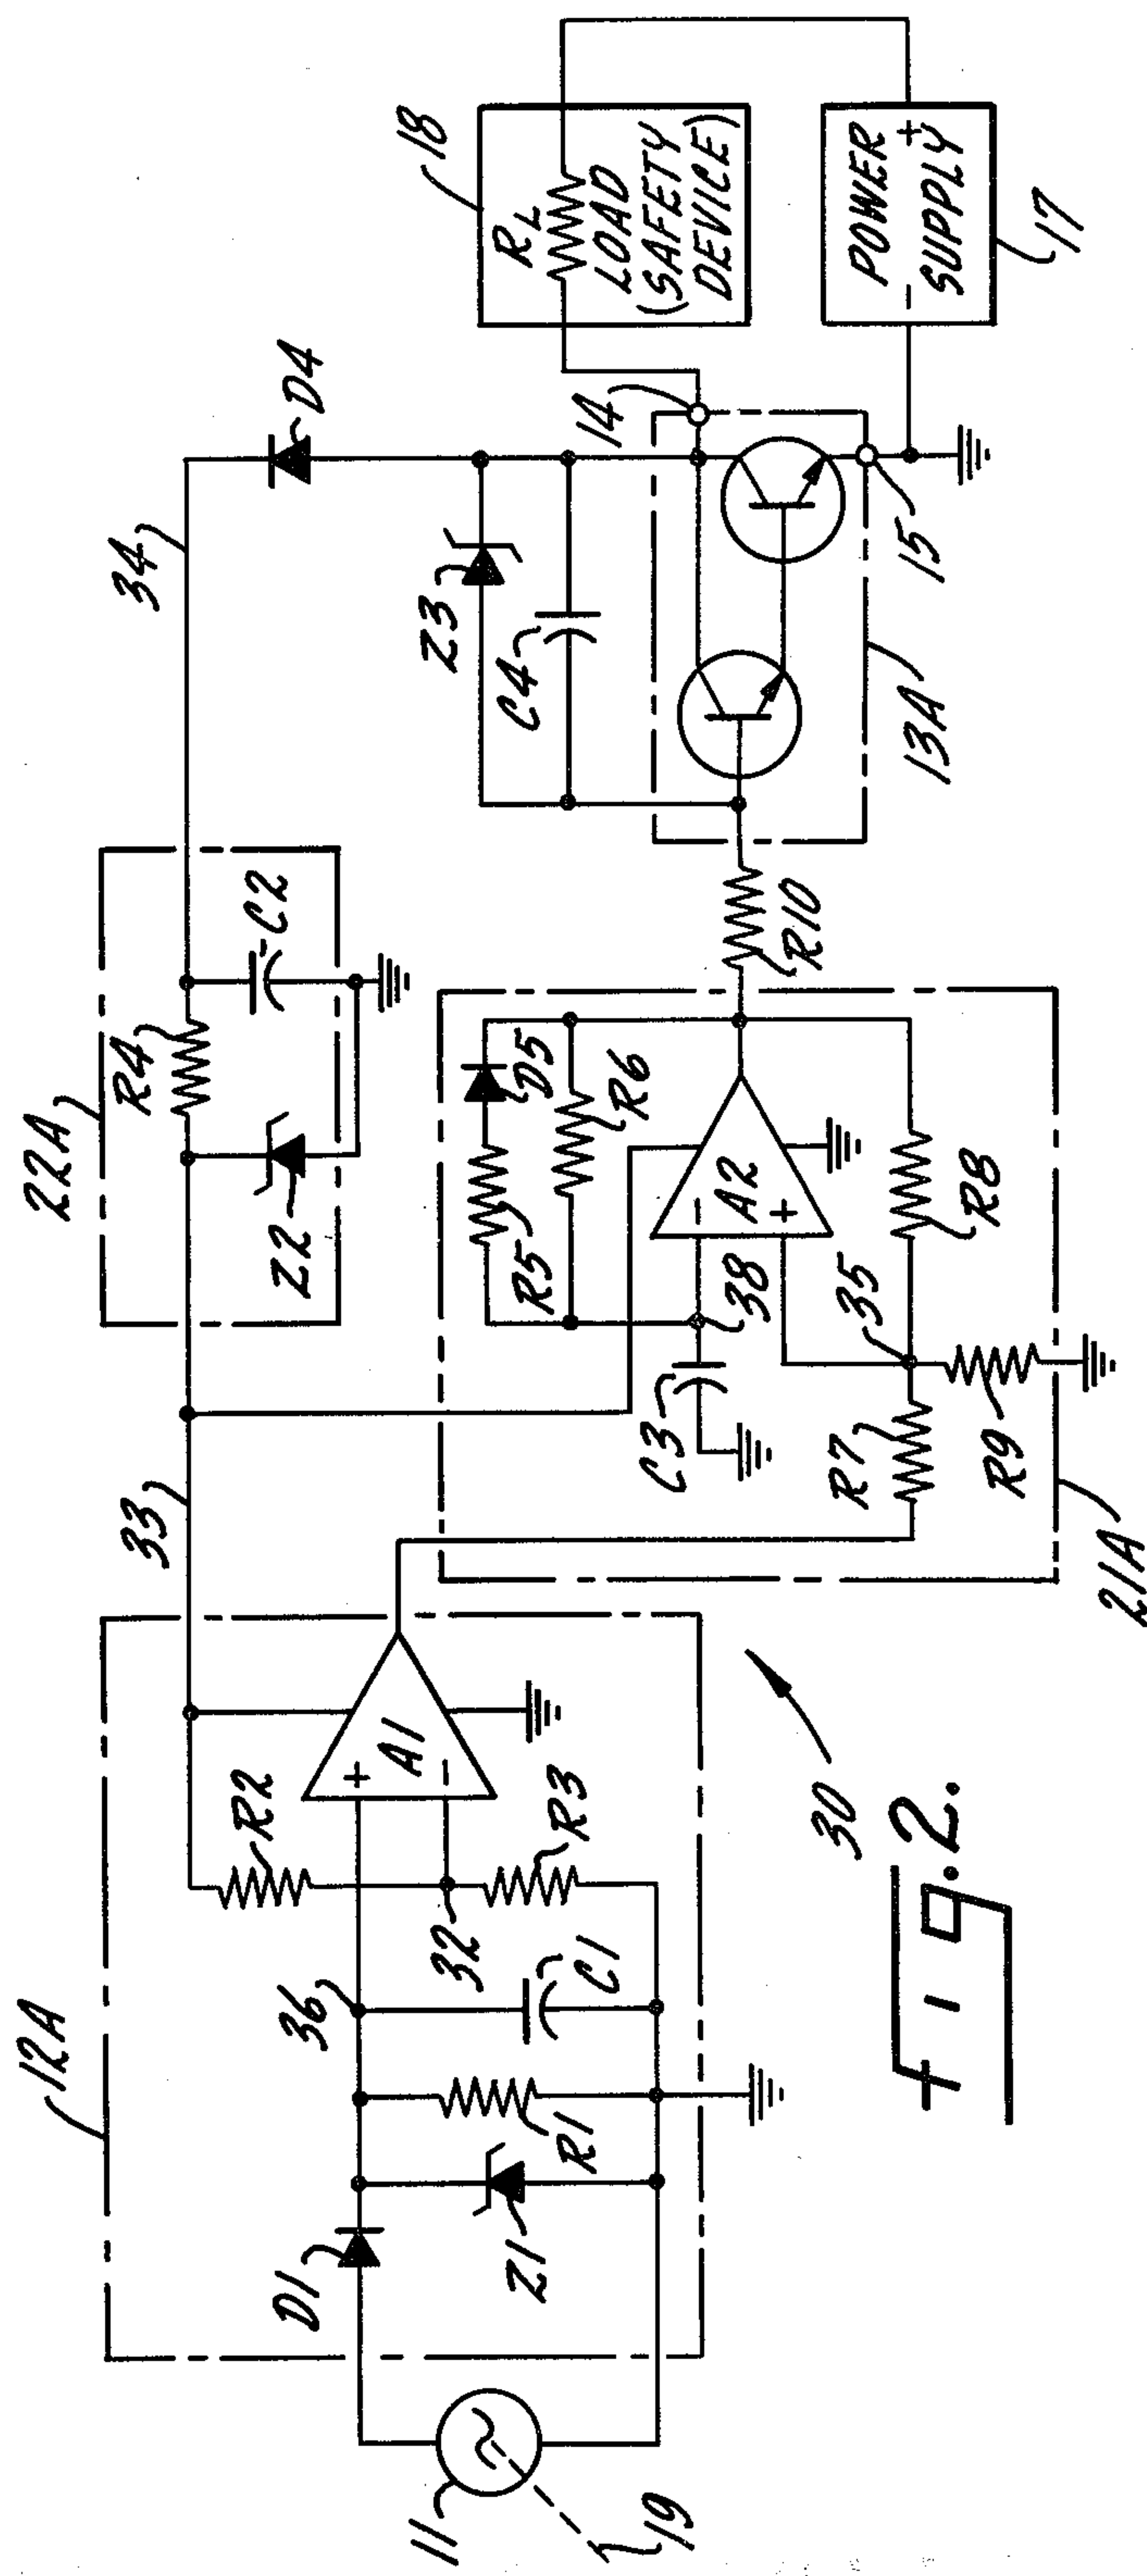 12A
22A
33
34
D4
18
R4
C2
Z2
Z3
C4
14
RL
LOAD
(SAFETY
DEVICE)
D1
36
R2
A1
+
−
32
R3
C1
R1
Z1
11
19
R5
D5
R6
A2
−
+
38
C3
35
R7
R8
R9
R10
21A
13A
15
POWER
− +
SUPPLY
17
30
Fig. 2.